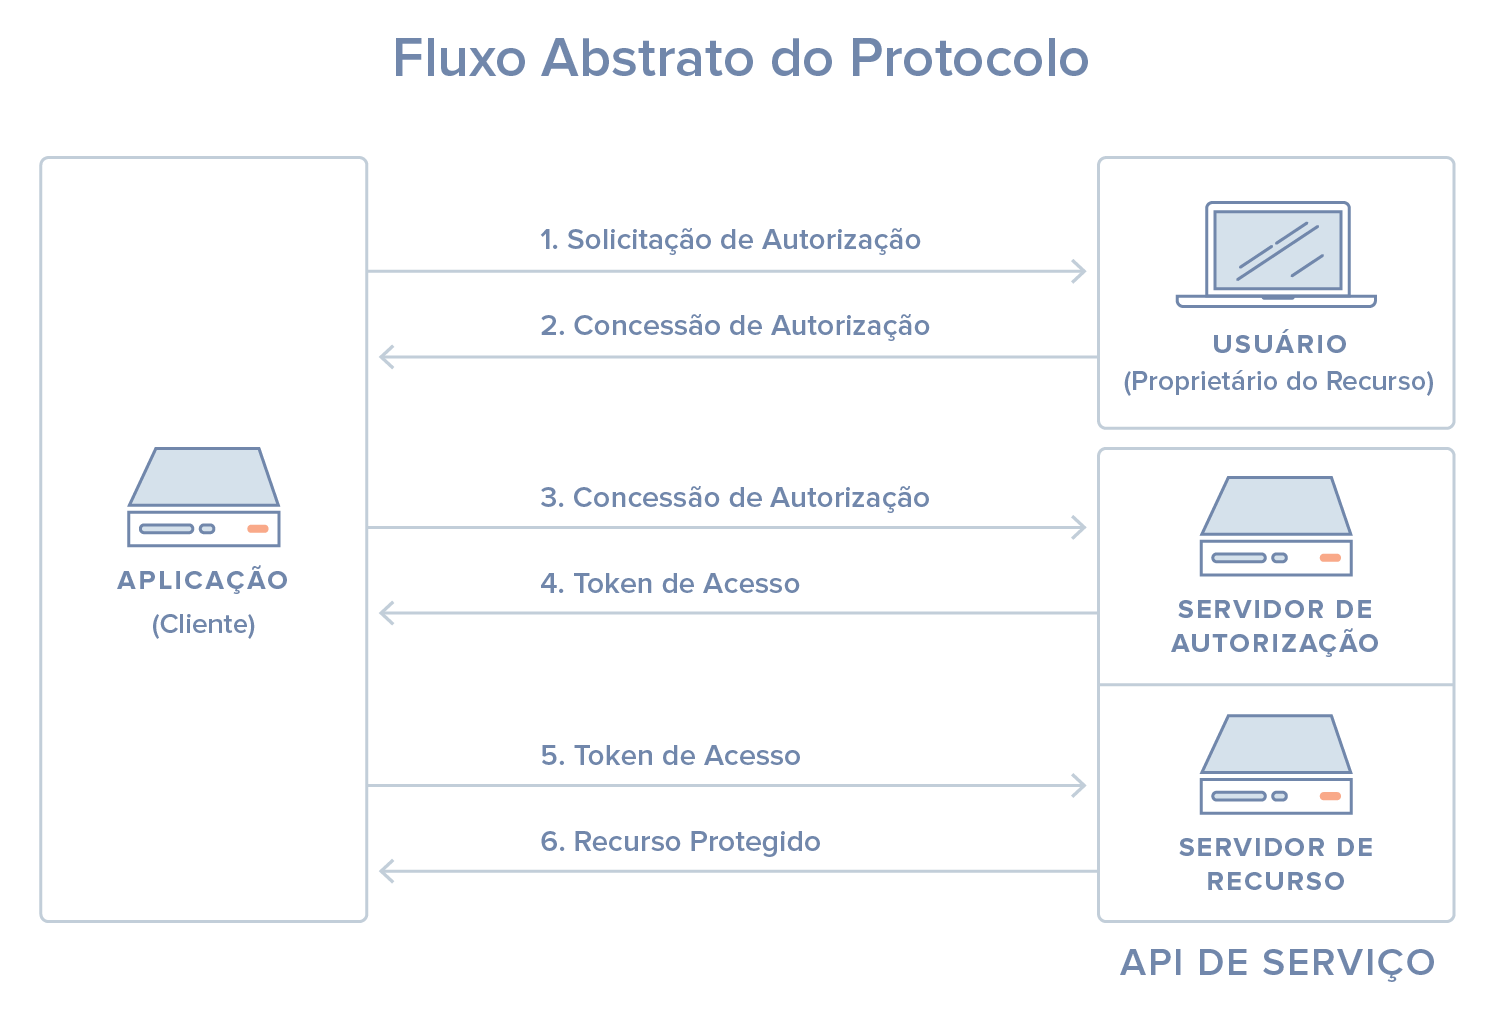 Fluxo Abstrato do Protocolo
1. Solicitação de Autorização
2. Concessão de Autorização
USUÁRIO
(Proprietário do Recurso)
3. Concessão de Autorização
4. Token de Acesso
APLICAÇÃO
(Cliente)
SERVIDOR DE
AUTORIZAÇÃO
5. Token de Acesso
6. Recurso Protegido
SERVIDOR DE
RECURSO
API DE SERVIÇO